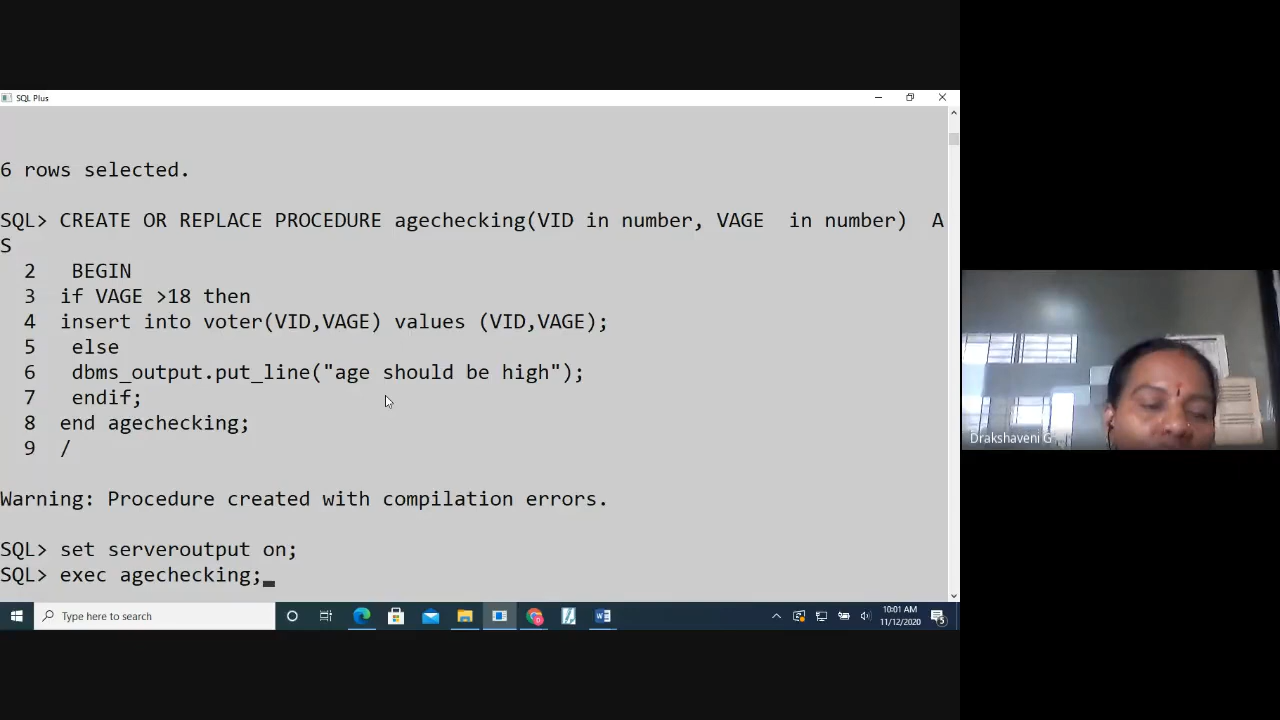 SQL Plus
6 rows selected.
SQL> CREATE OR REPLACE PROCEDURE agechecking(VID in number, VAGE  in number)  A
S
  2   BEGIN
  3  if VAGE >18 then
  4  insert into voter(VID,VAGE) values (VID,VAGE);
  5   else
  6   dbms_output.put_line("age should be high");
  7   endif;
  8  end agechecking;
  9  /
Warning: Procedure created with compilation errors.
SQL> set serveroutput on;
SQL> exec agechecking;
Drakshaveni G
Type here to search
10:01 AM
11/12/2020
5